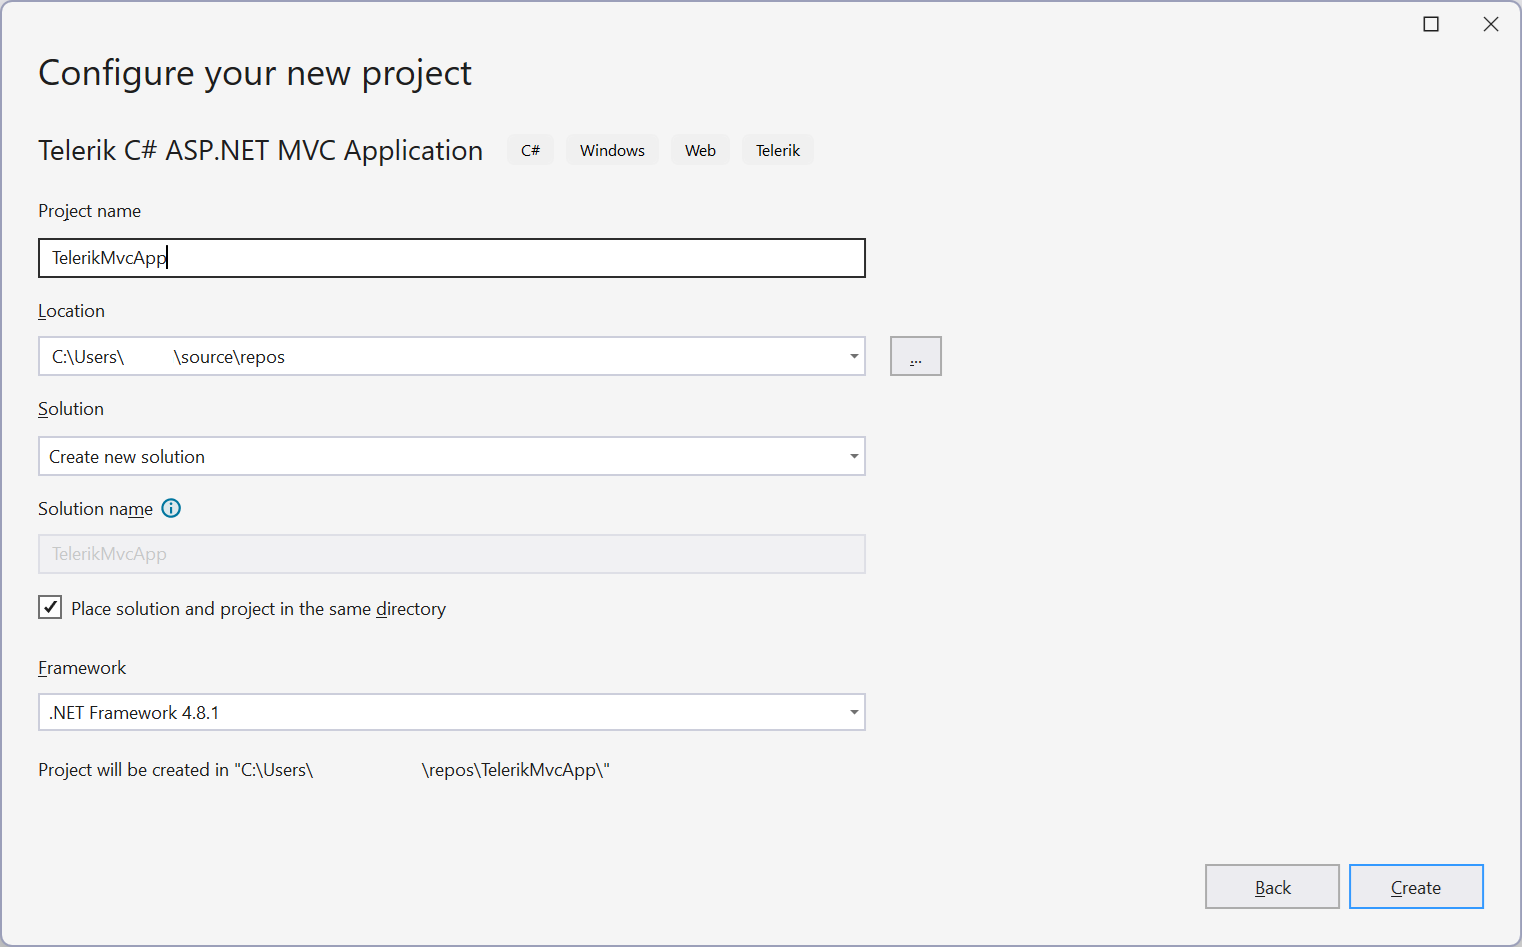 Configure your new project
Telerik C# ASP.NET MVC Application C# Windows Web Telerik
Project name
TelerikMvcApp
Location
C:\Users\ \source\repos
...
Solution
Create new solution
Solution name
TelerikMvcApp
Place solution and project in the same directory
Framework
.NET Framework 4.8.1
Project will be created in "C:\Users\ \repos\TelerikMvcApp\"
Back Create